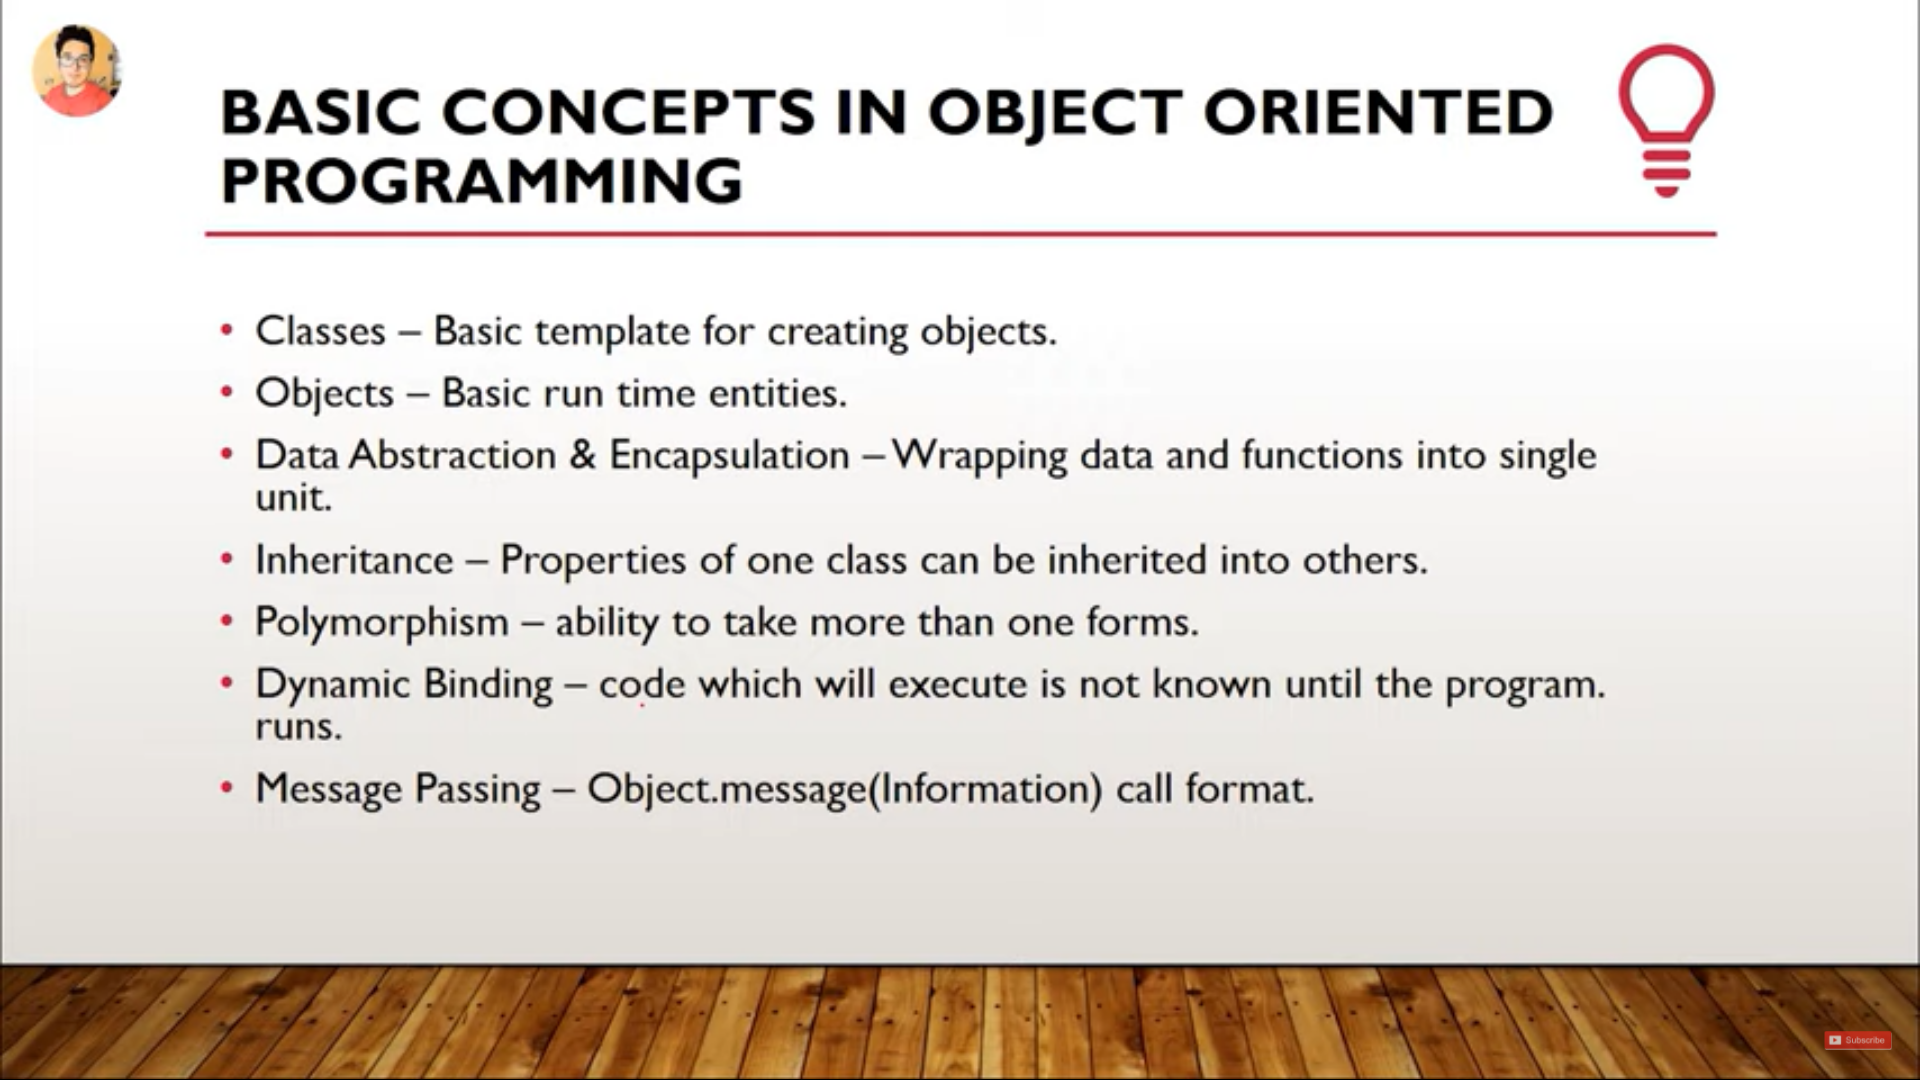 BASIC CONCEPTS IN OBJECT ORIENTED
PROGRAMMING
• Classes – Basic template for creating objects.
• Objects – Basic run time entities.
• Data Abstraction & Encapsulation – Wrapping data and functions into single
unit.
• Inheritance – Properties of one class can be inherited into others.
• Polymorphism – ability to take more than one forms.
• Dynamic Binding – code which will execute is not known until the program.
runs.
• Message Passing – Object.message(Information) call format.
Subscribe